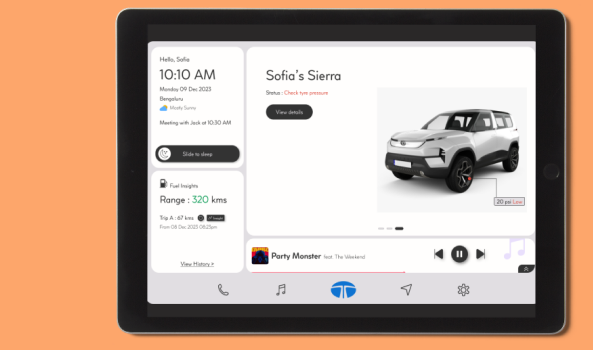 Hello, Sofia
10:10 AM
Monday 09 Dec 2023
Bengaluru
Mostly Sunny
Meeting with Jack at 10:30 AM
Slide to sleep
Fuel Insights
Range : 320 kms
Trip A : 67 kms
From 08 Dec 2023 08:23pm
View History >
Sofia's Sierra
Status : Check tyre pressure
View details
20 psi Low
Party Monster feat. The Weekend